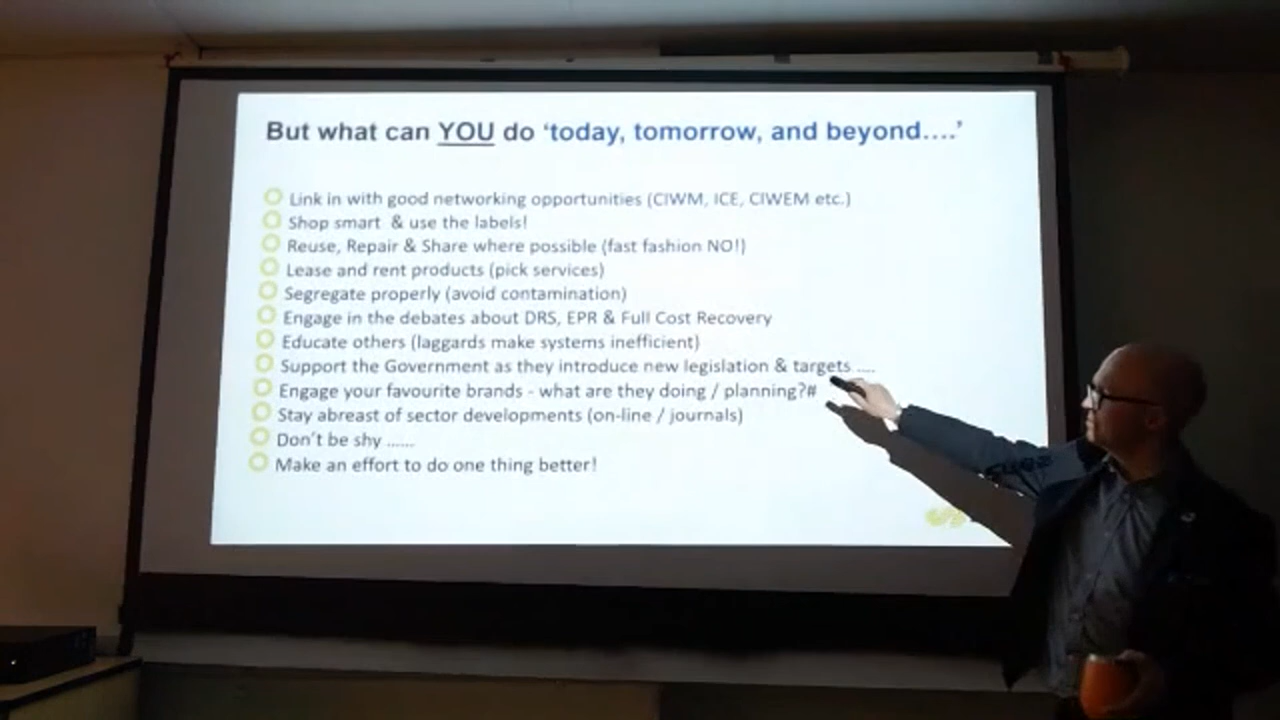 But what can YOU do ‘today, tomorrow, and beyond….’
Link in with good networking opportunities (CIWM, ICE, CIWEM etc.)
Shop smart & use the labels!
Reuse, Repair & Share where possible (fast fashion NO!)
Lease and rent products (pick services)
Segregate properly (avoid contamination)
Engage in the debates about DRS, EPR & Full Cost Recovery
Educate others (laggards make systems inefficient)
Support the Government as they introduce new legislation & targets ....
Engage your favourite brands - what are they doing / planning?#
Stay abreast of sector developments (on-line / journals)
Don't be shy ......
Make an effort to do one thing better!